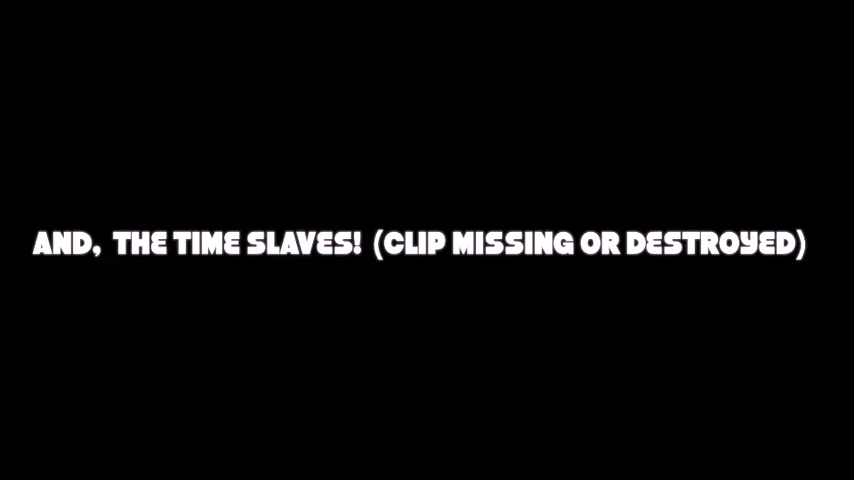 AND, THE TIME SLAVES! (CLIP MISSING OR DESTROYED)